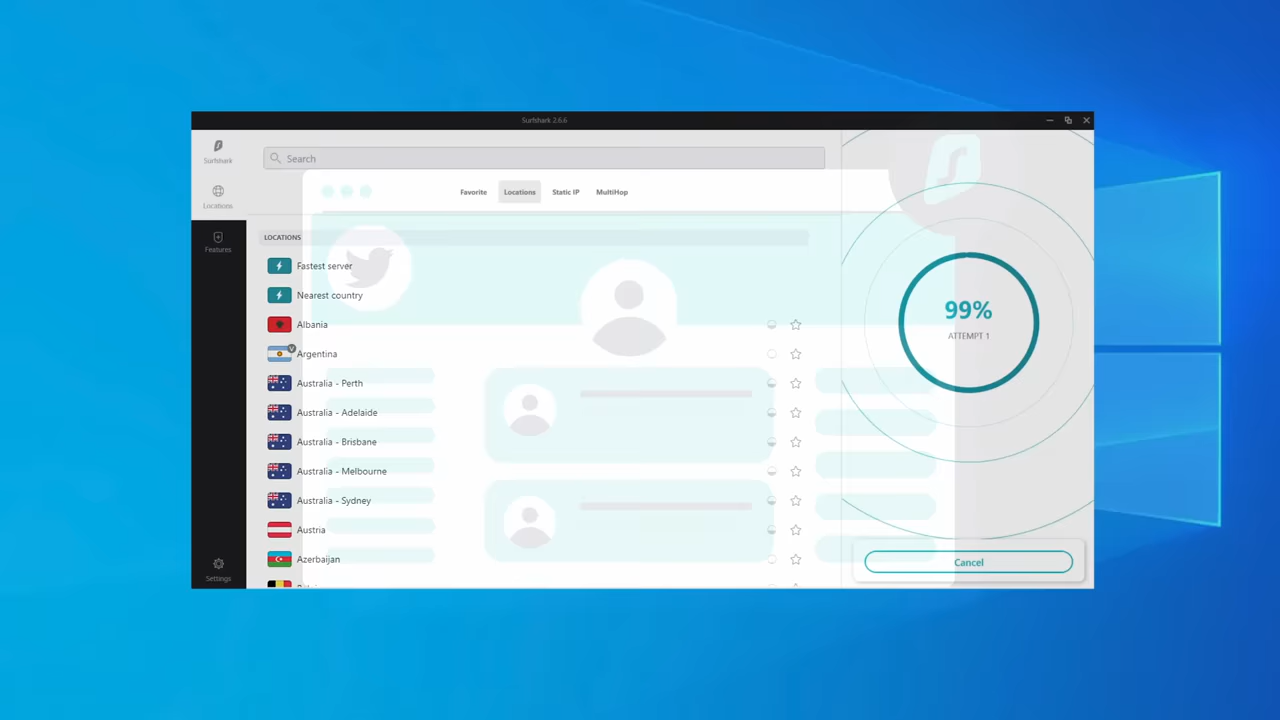 Surfshark 2.6.6
Surfshark
Search
Locations
Favorite
Locations
Static IP
MultiHop
Features
LOCATIONS
Fastest server
Nearest country
Albania
V
Argentina
Australia - Perth
Australia - Adelaide
Australia - Brisbane
Australia - Melbourne
Australia - Sydney
Austria
Azerbaijan
Settings
99%
ATTEMPT 1
Cancel